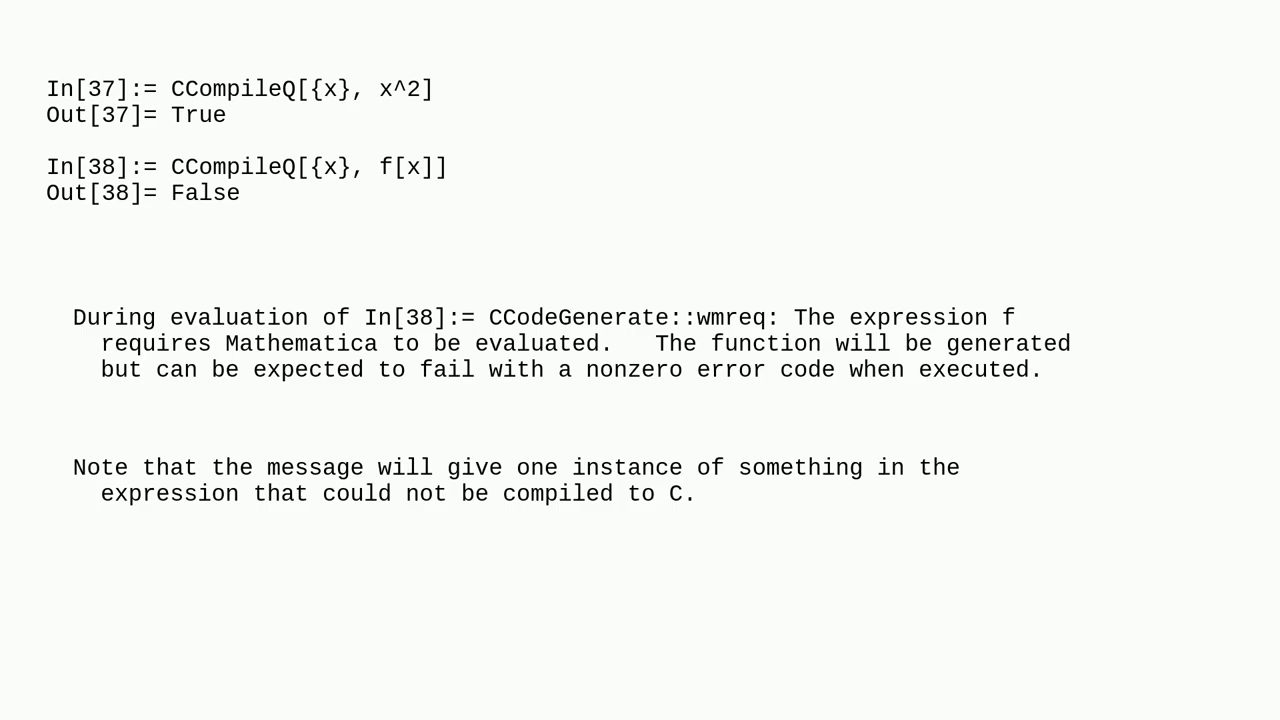 In[37]:= CCompileQ[{x}, x^2]
Out[37]= True
In[38]:= CCompileQ[{x}, f[x]]
Out[38]= False
During evaluation of In[38]:= CCodeGenerate::wmreq: The expression f
requires Mathematica to be evaluated.   The function will be generated
but can be expected to fail with a nonzero error code when executed.
Note that the message will give one instance of something in the
expression that could not be compiled to C.